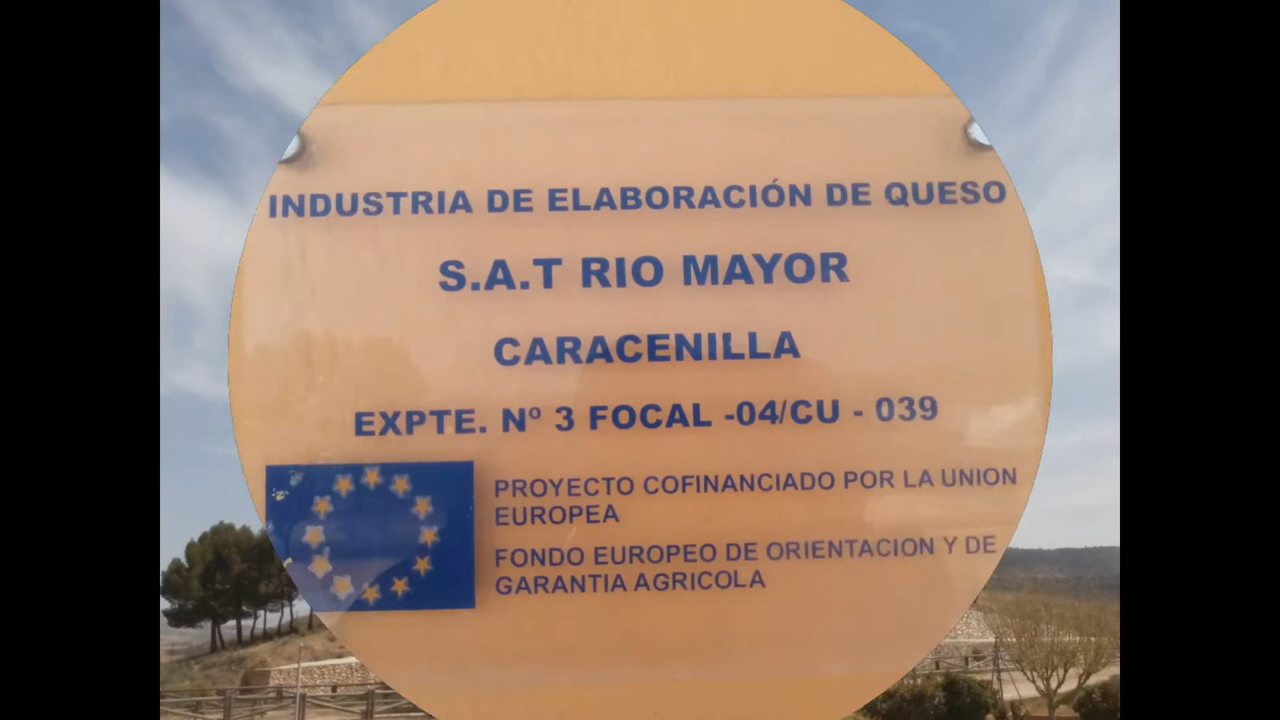 INDUSTRIA DE ELABORACIÓN DE QUESO
S.A.T RIO MAYOR
CARACENILLA
EXPTE. Nº 3 FOCAL -04/CU - 039
PROYECTO COFINANCIADO POR LA UNION
EUROPEA
FONDO EUROPEO DE ORIENTACION Y DE
GARANTIA AGRICOLA